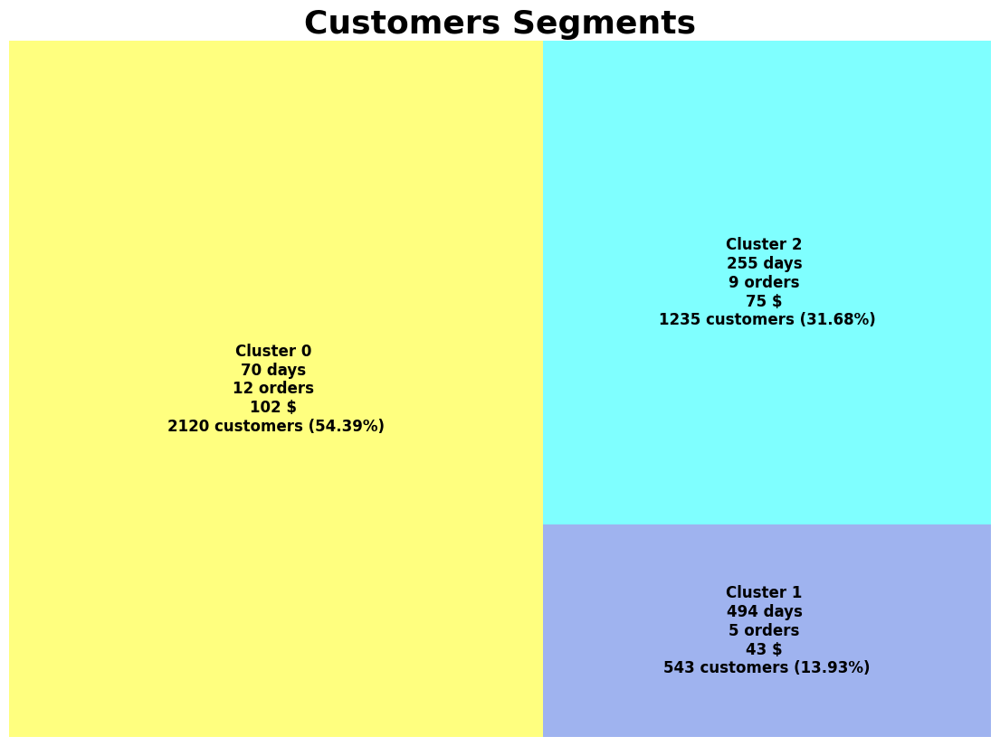 Customers Segments
Cluster 0
70 days
12 orders
102 $
2120 customers (54.39%)
Cluster 2
255 days
9 orders
75 $
1235 customers (31.68%)
Cluster 1
494 days
5 orders
43 $
543 customers (13.93%)